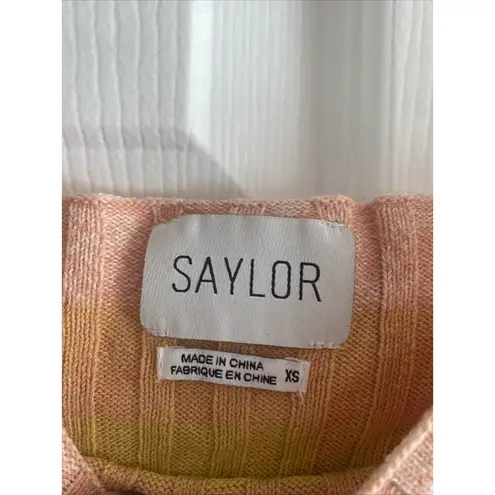 SAYLOR
MADE IN CHINA
FABRIQUE EN CHINE XS